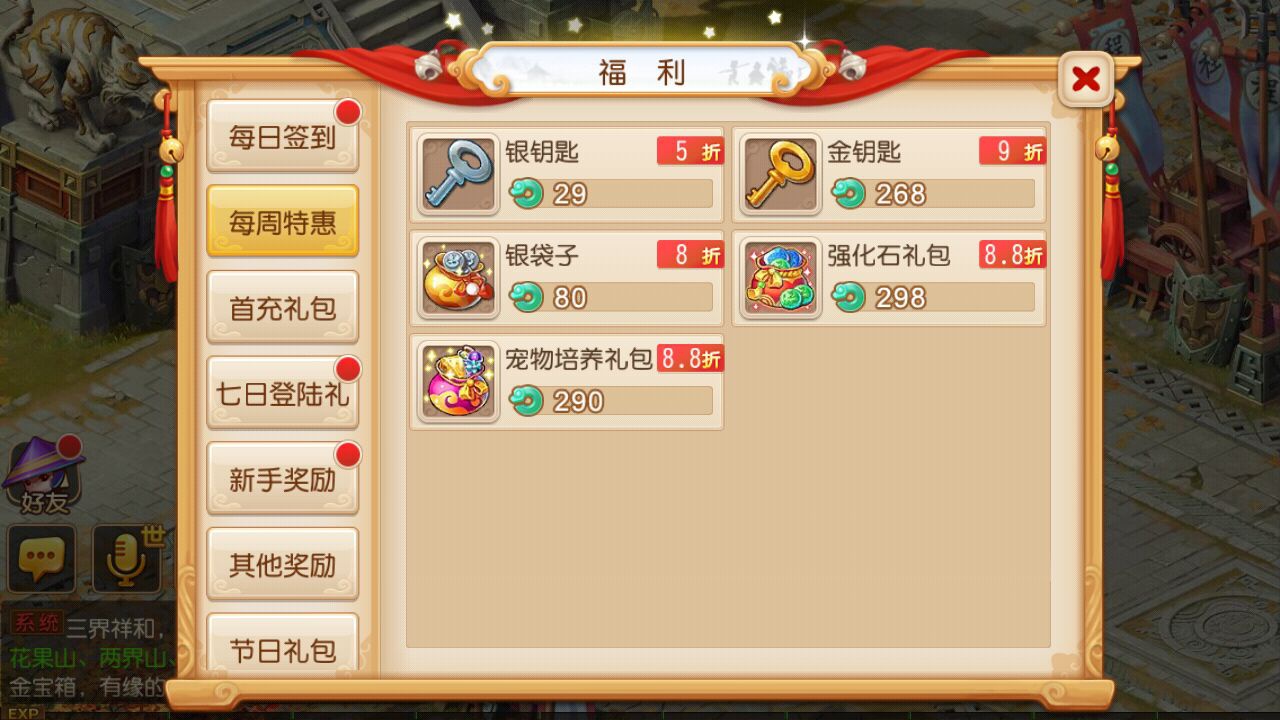 福 利
每日签到
每周特惠
首充礼包
七日登陆礼
新手奖励
其他奖励
节日礼包
银钥匙
5 折
29
金钥匙
9 折
268
银袋子
8 折
80
强化石礼包
8.8折
298
宠物培养礼包
8.8折
290
程
好友
世
系统 三界祥和，
花果山、两界山、
金宝箱，有缘的
EXP